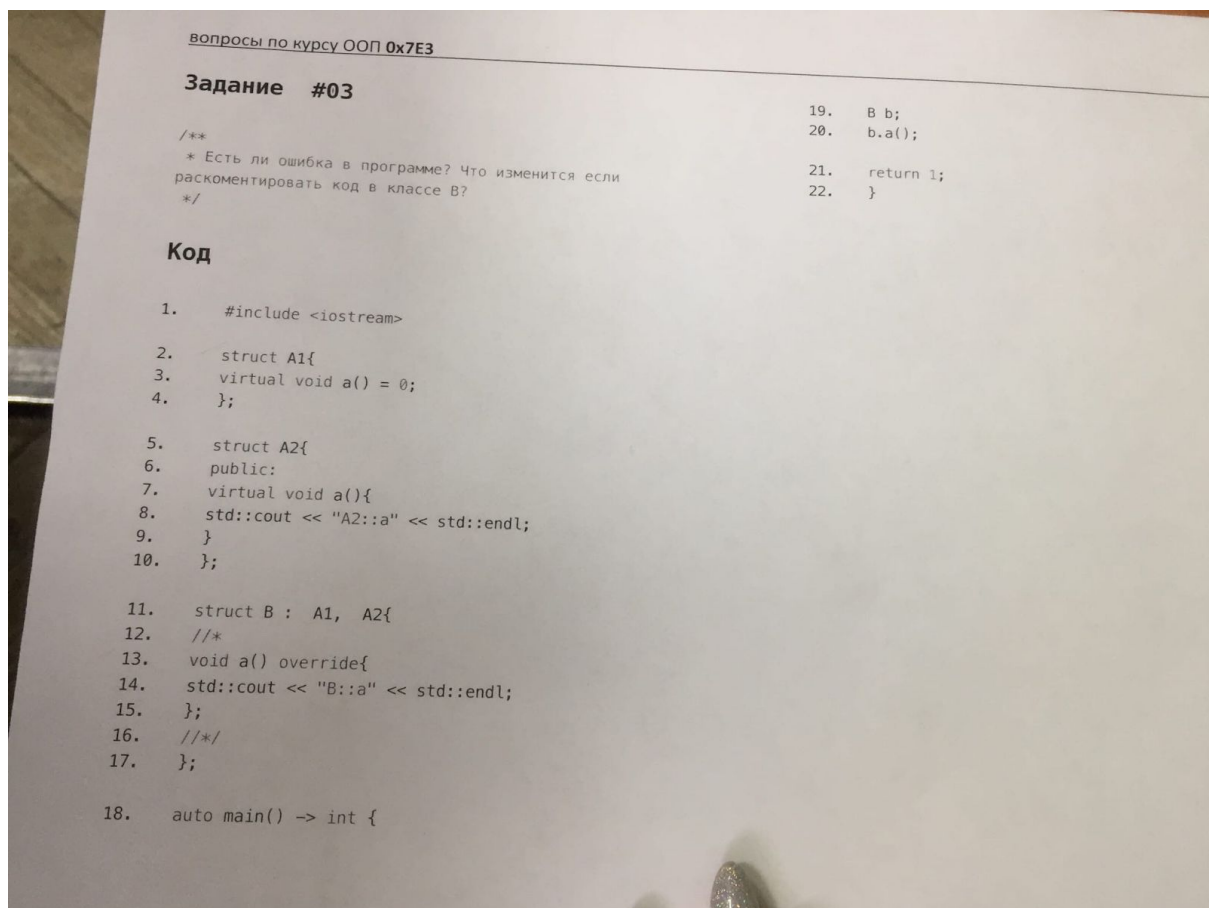 вопросы по курсу ООП 0x7E3
Задание #03
/**
* Есть ли ошибка в программе? Что изменится если
раскоментировать код в классе B?
*/
Код
1. #include <iostream>
2. struct A1{
3. virtual void a() = 0;
4. };
5. struct A2{
6. public:
7. virtual void a(){
8. std::cout << "A2::a" << std::endl;
9. }
10. };
11. struct B : A1, A2{
12. //*
13. void a() override{
14. std::cout << "B::a" << std::endl;
15. };
16. //*/
17. };
18. auto main() -> int {
19. B b;
20. b.a();
21. return 1;
22. }